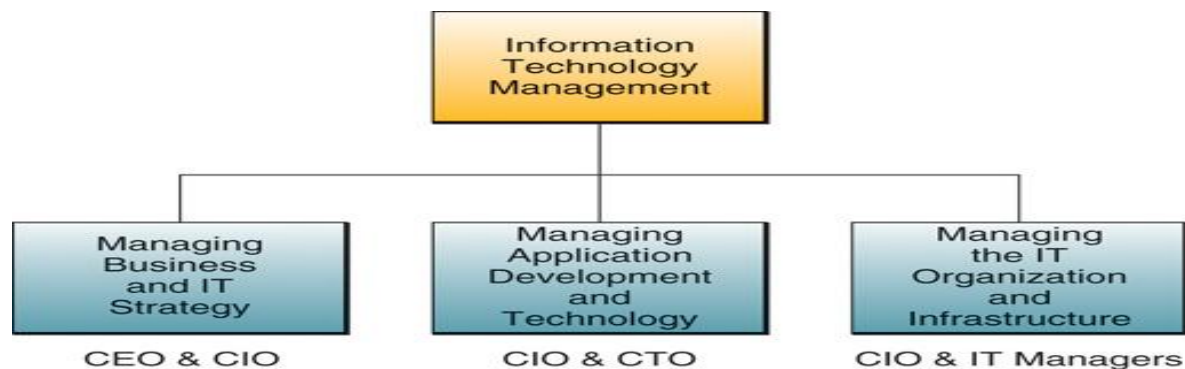 Information
Technology
Management
Managing
Business
and IT
Strategy
CEO & CIO
Managing
Application
Development
and
Technology
CIO & CTO
Managing
the IT
Organization
and
Infrastructure
CIO & IT Managers